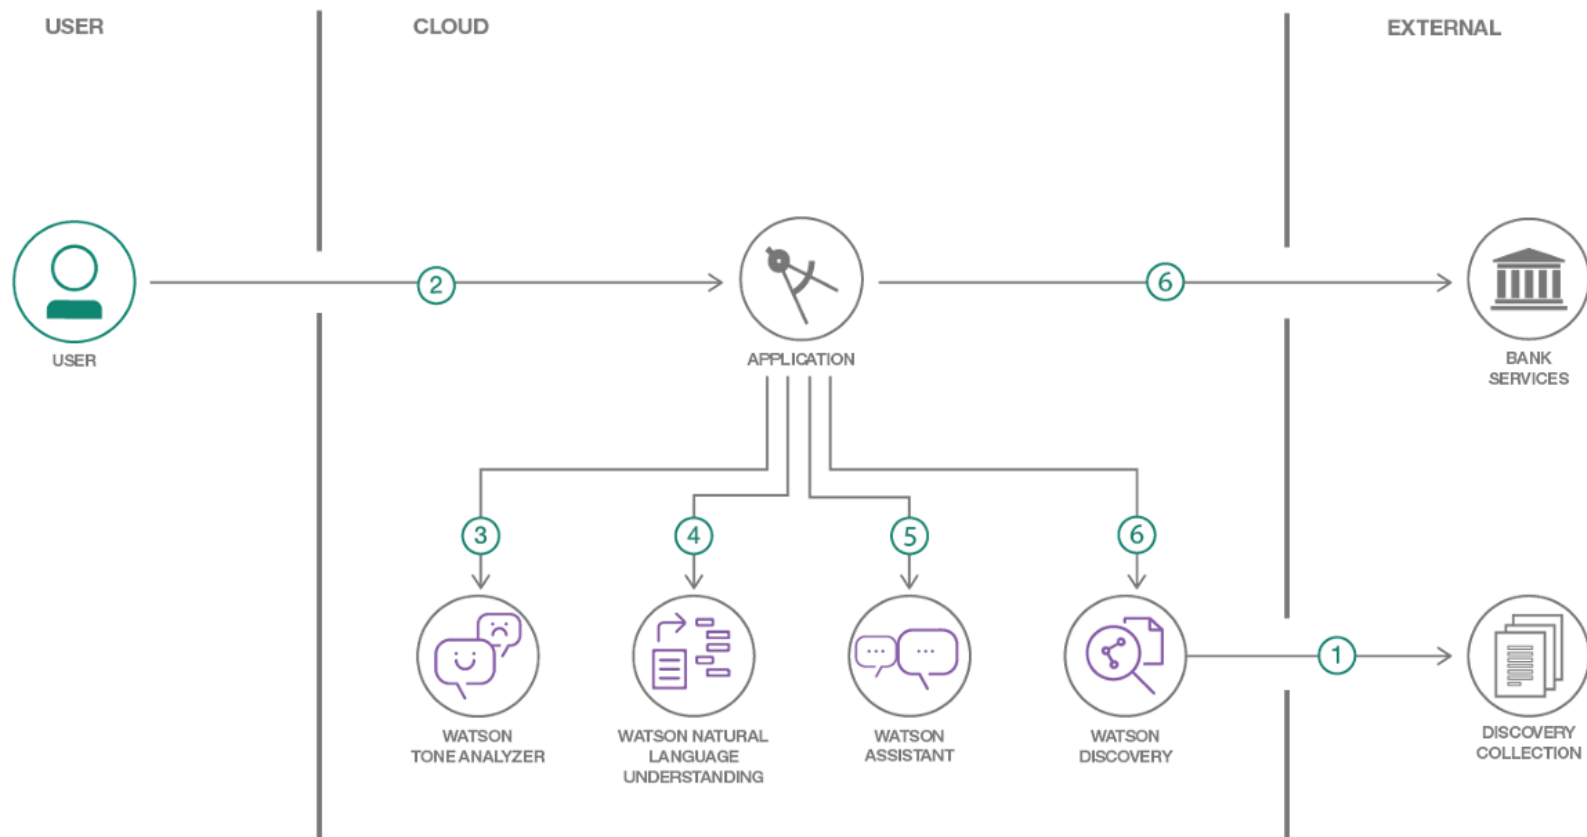 USER
CLOUD
EXTERNAL
2
6
USER
APPLICATION
BANK
SERVICES
3
4
5
6
1
WATSON
TONE ANALYZER
WATSON NATURAL
LANGUAGE
UNDERSTANDING
WATSON
ASSISTANT
WATSON
DISCOVERY
DISCOVERY
COLLECTION